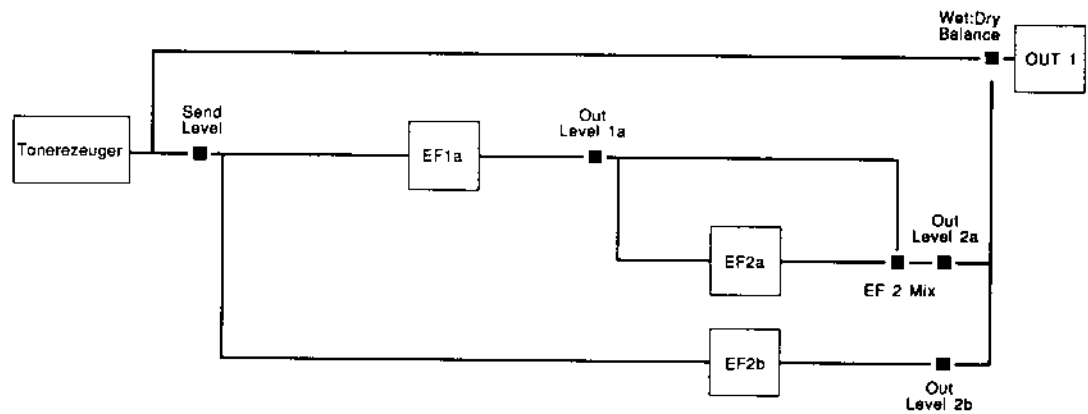 Wet:Dry
Balance
OUT 1
Send
Level
Out
Level 1a
Tonerezeuger
EF1a
Out
Level 2a
EF2a
EF 2 Mix
EF2b
Out
Level 2b